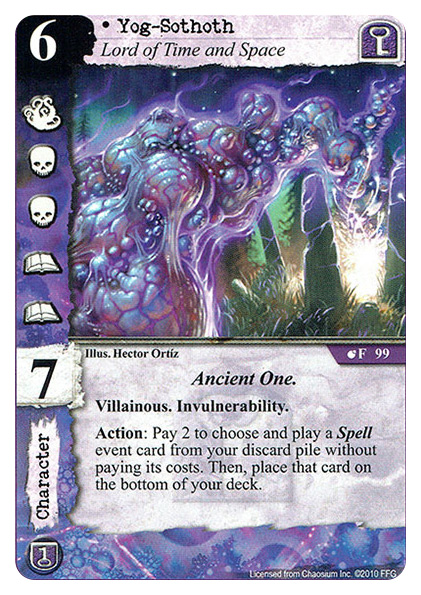 6
• Yog-Sothoth
Lord of Time and Space
Illus. Hector Ortíz
F 99
7
Ancient One.
Villainous. Invulnerability.
Action: Pay 2 to choose and play a Spell
event card from your discard pile without
paying its costs. Then, place that card on
the bottom of your deck.
Character
1
Licensed from Chaosium Inc. ©2010 FFG